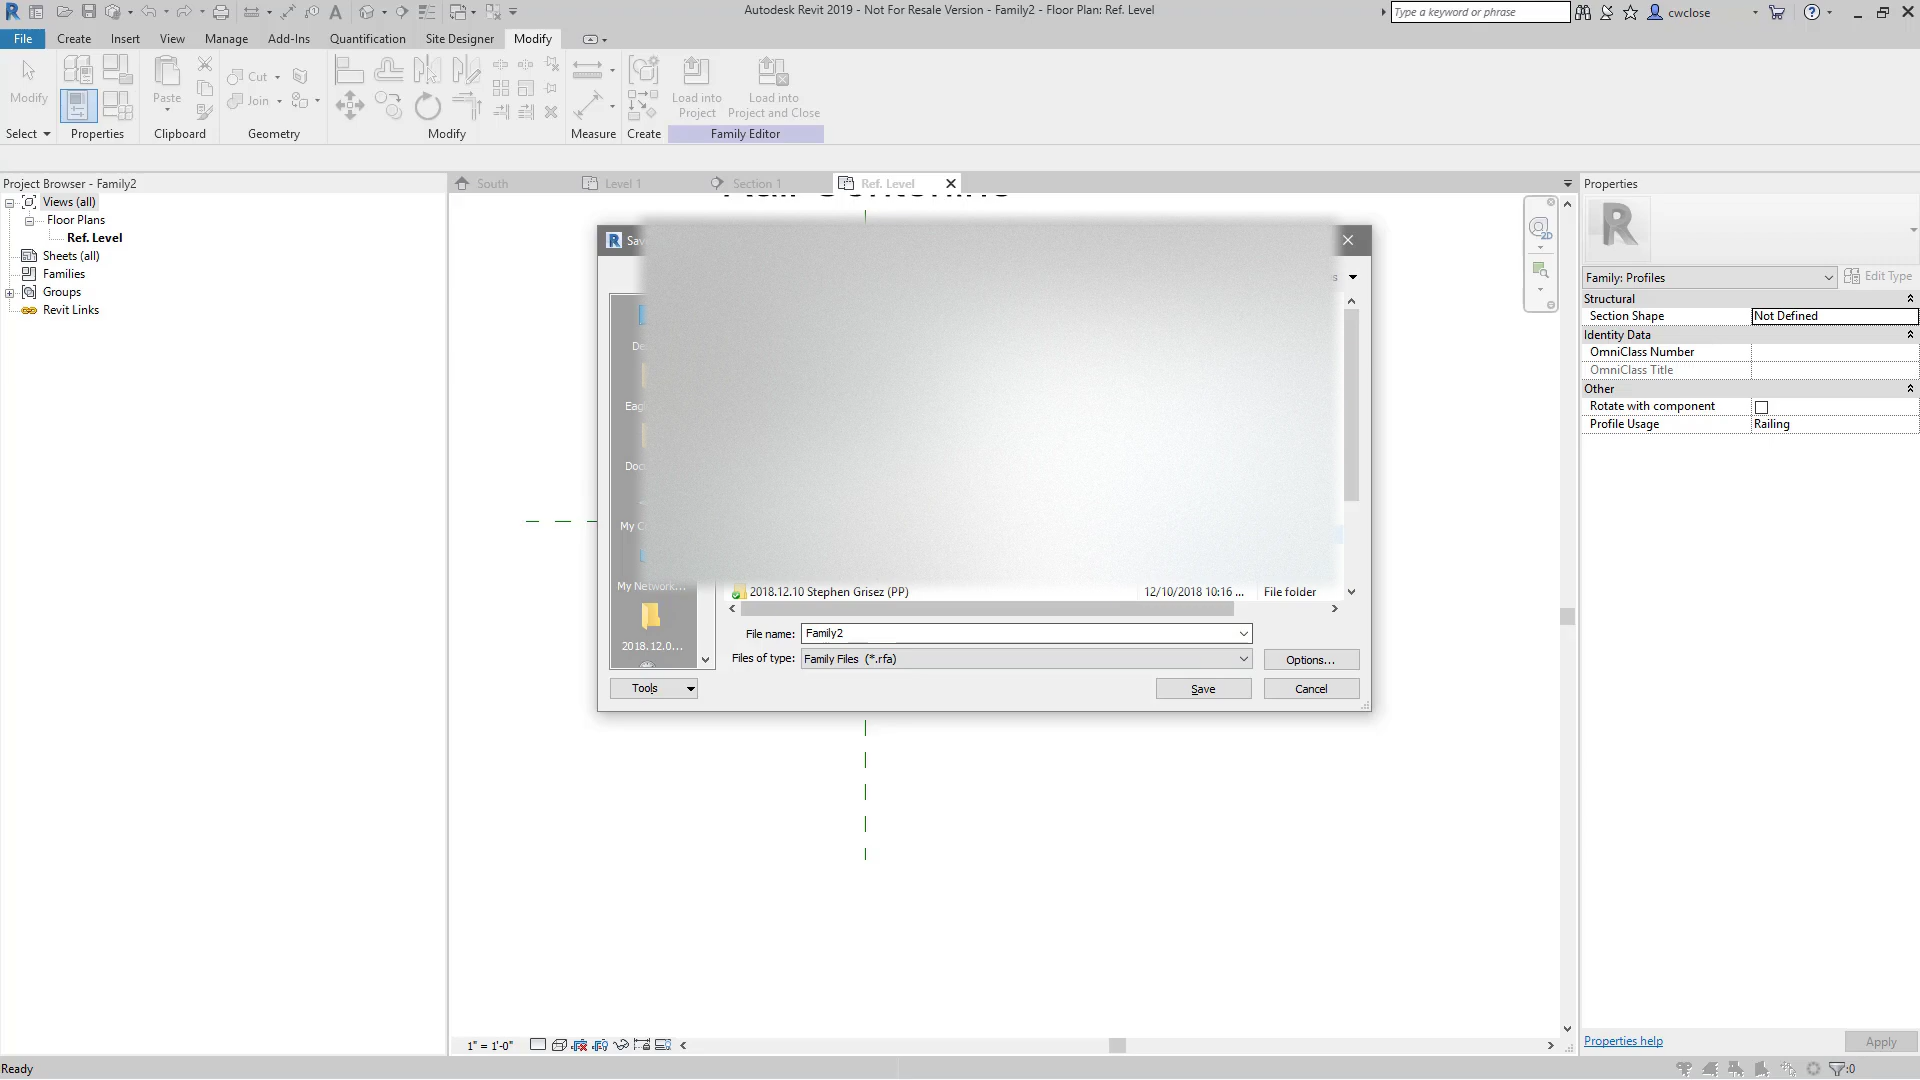 Autodesk Revit 2019 - Not For Resale Version - Family2 - Floor Plan: Ref. Level
Type a keyword or phrase
cwclose
File Create Insert View Manage Add-Ins Quantification Site Designer Modify
Modify
Paste
Cut
Join
Load into
Project
Load into
Project and Close
Select Properties Clipboard Geometry Modify Measure Create Family Editor
Project Browser - Family2
Views (all)
Floor Plans
Ref. Level
Sheets (all)
Families
Groups
Revit Links
South Level 1 Section 1 Ref. Level
My Network...
2018.12.0...
2018.12.10 Stephen Grisez (PP) 12/10/2018 10:16 ... File folder
File name: Family2
Files of type: Family Files (*.rfa) Options...
Tools Save Cancel
Properties
Family: Profiles Edit Type
Structural
Section Shape Not Defined
Identity Data
OmniClass Number
OmniClass Title
Other
Rotate with component
Profile Usage Railing
1" = 1'-0"
Properties help Apply
Ready :0